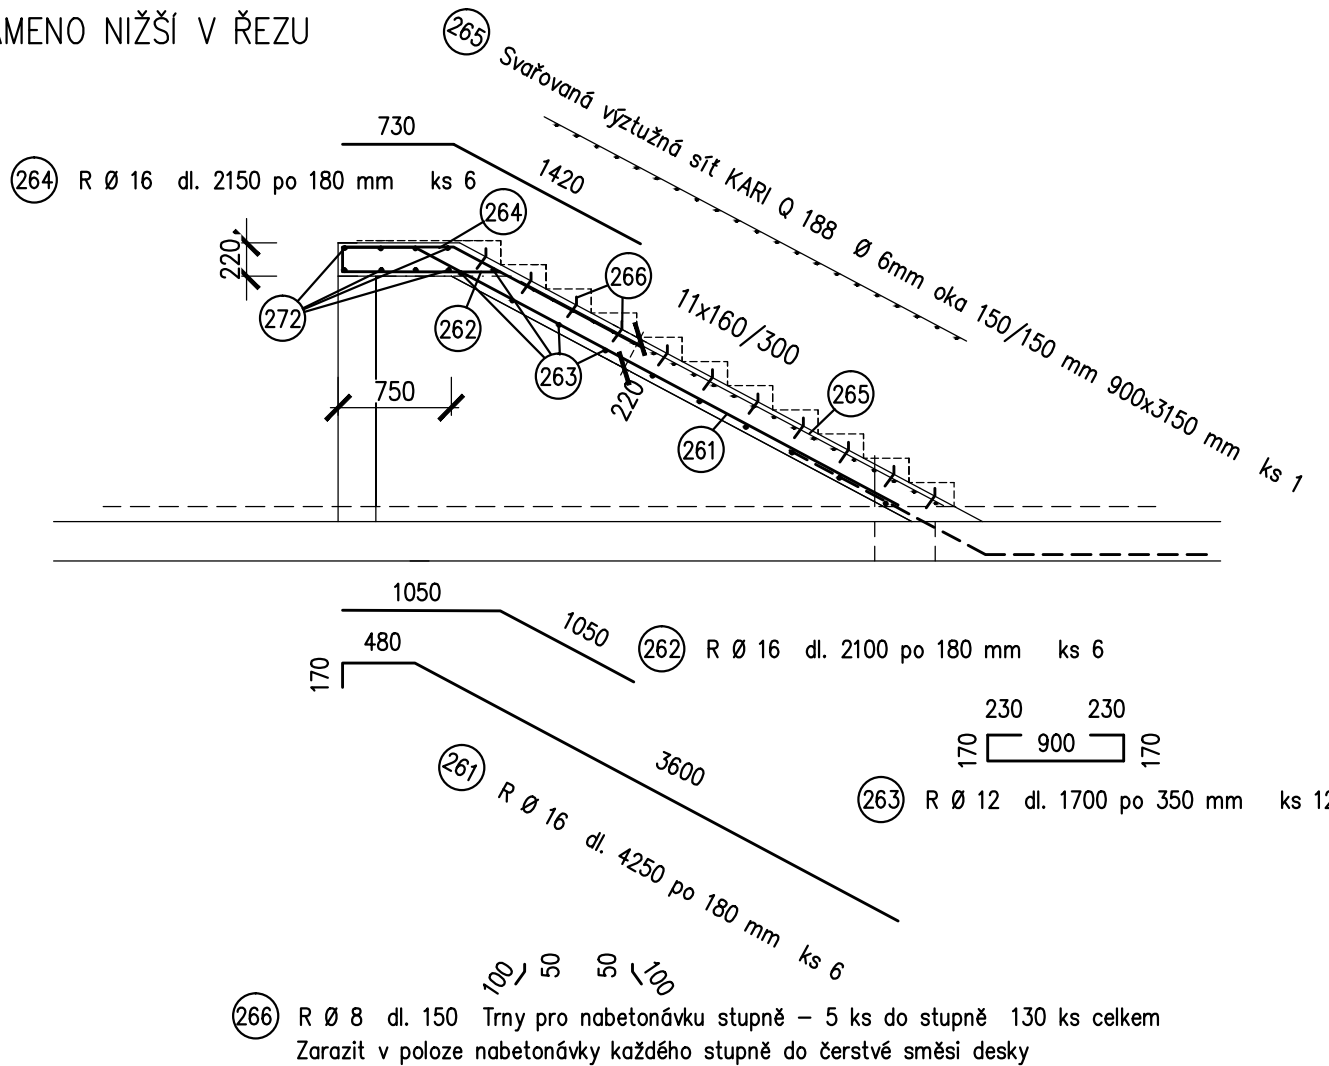 AMENO NIŽŠÍ V ŘEZU
265 Svařovaná výztužná síť KARI Q 188 Ø 6mm oka 150/150 mm 900x3150 mm ks 1
730
1420
264 R Ø 16 dl. 2150 po 180 mm ks 6
264
220
266
272
262
11x160/300
263
220
750
265
261
1050
1050
262 R Ø 16 dl. 2100 po 180 mm ks 6
480
170
3600
261 R Ø 16 dl. 4250 po 180 mm ks 6
230 230
170 900 170
263 R Ø 12 dl. 1700 po 350 mm ks 12
100 50 50 100
266 R Ø 8 dl. 150 Trny pro nabetonávku stupně – 5 ks do stupně 130 ks celkem
Zarazit v poloze nabetonávky každého stupně do čerstvé směsi desky